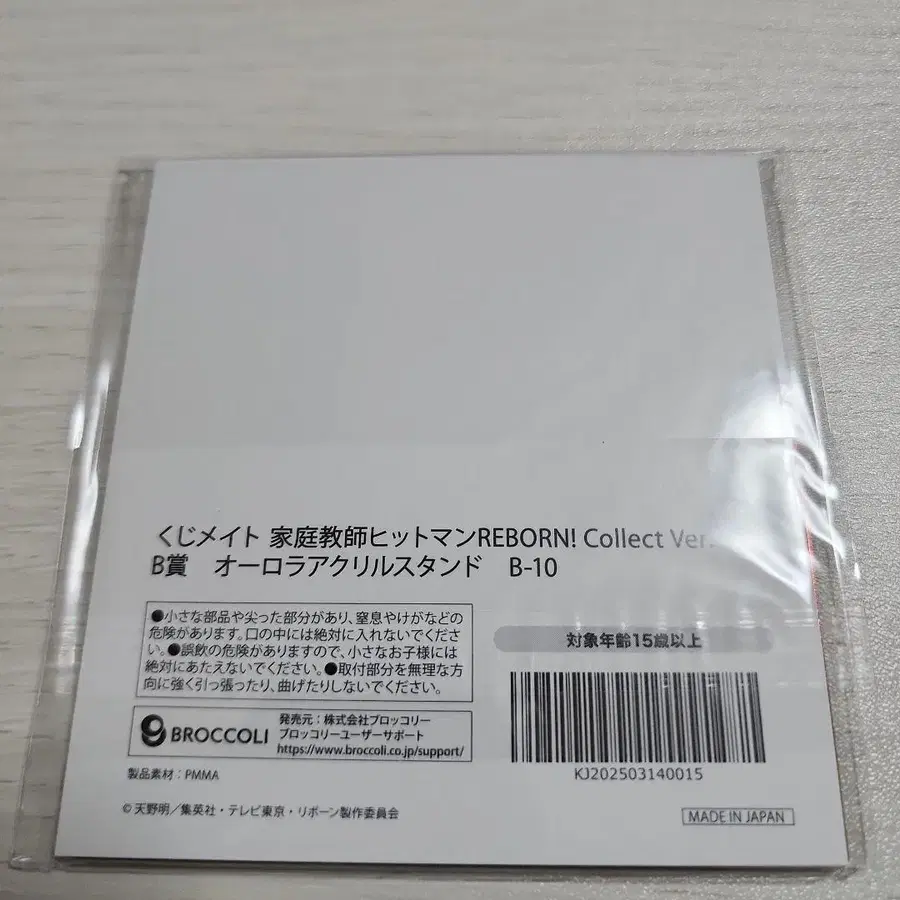 くじメイト 家庭教師ヒットマンREBORN! Collect Ver.
B賞　オーロラアクリルスタンド　B-10
●小さな部品や尖った部分があり、窒息やけがなどの
危険があります。口の中には絶対に入れないでくださ
い。●誤飲の危険がありますので、小さなお子様には
絶対にあたえないでください。●取付部分を無理な方
向に強く引っ張ったり、曲げたりしないでください。
対象年齢15歳以上
BROCCOLI
発売元：株式会社ブロッコリー
ブロッコリーユーザーサポート
https://www.broccoli.co.jp/support/
KJ202503140015
製品素材：PMMA
© 天野明／集英社・テレビ東京・リボーン製作委員会
MADE IN JAPAN